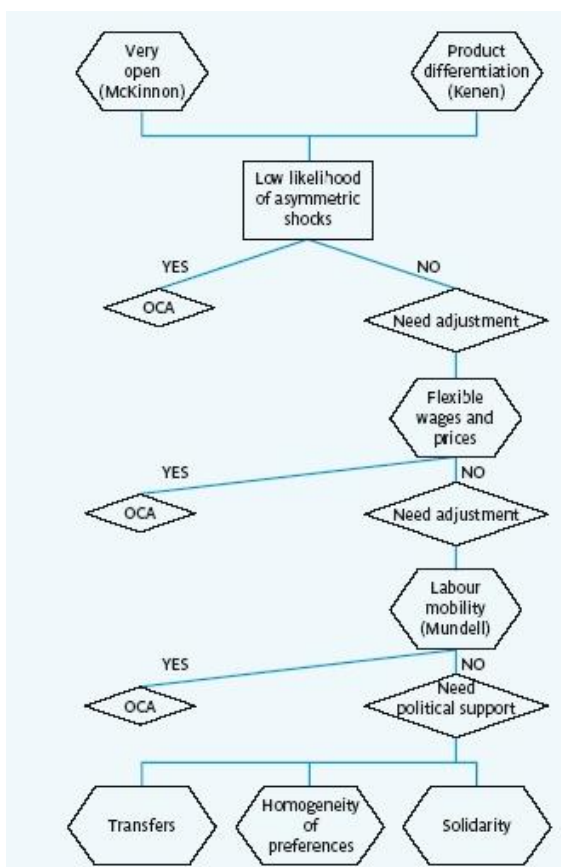 Very
open
(McKinnon)
Product
differentiation
(Kenen)
Low likelihood
of asymmetric
shocks
YES
NO
OCA
Need adjustment
Flexible
wages and
prices
YES
NO
OCA
Need adjustment
Labour
mobility
(Mundell)
YES
NO
OCA
Need
political support
Transfers
Homogeneity
of
preferences
Solidarity